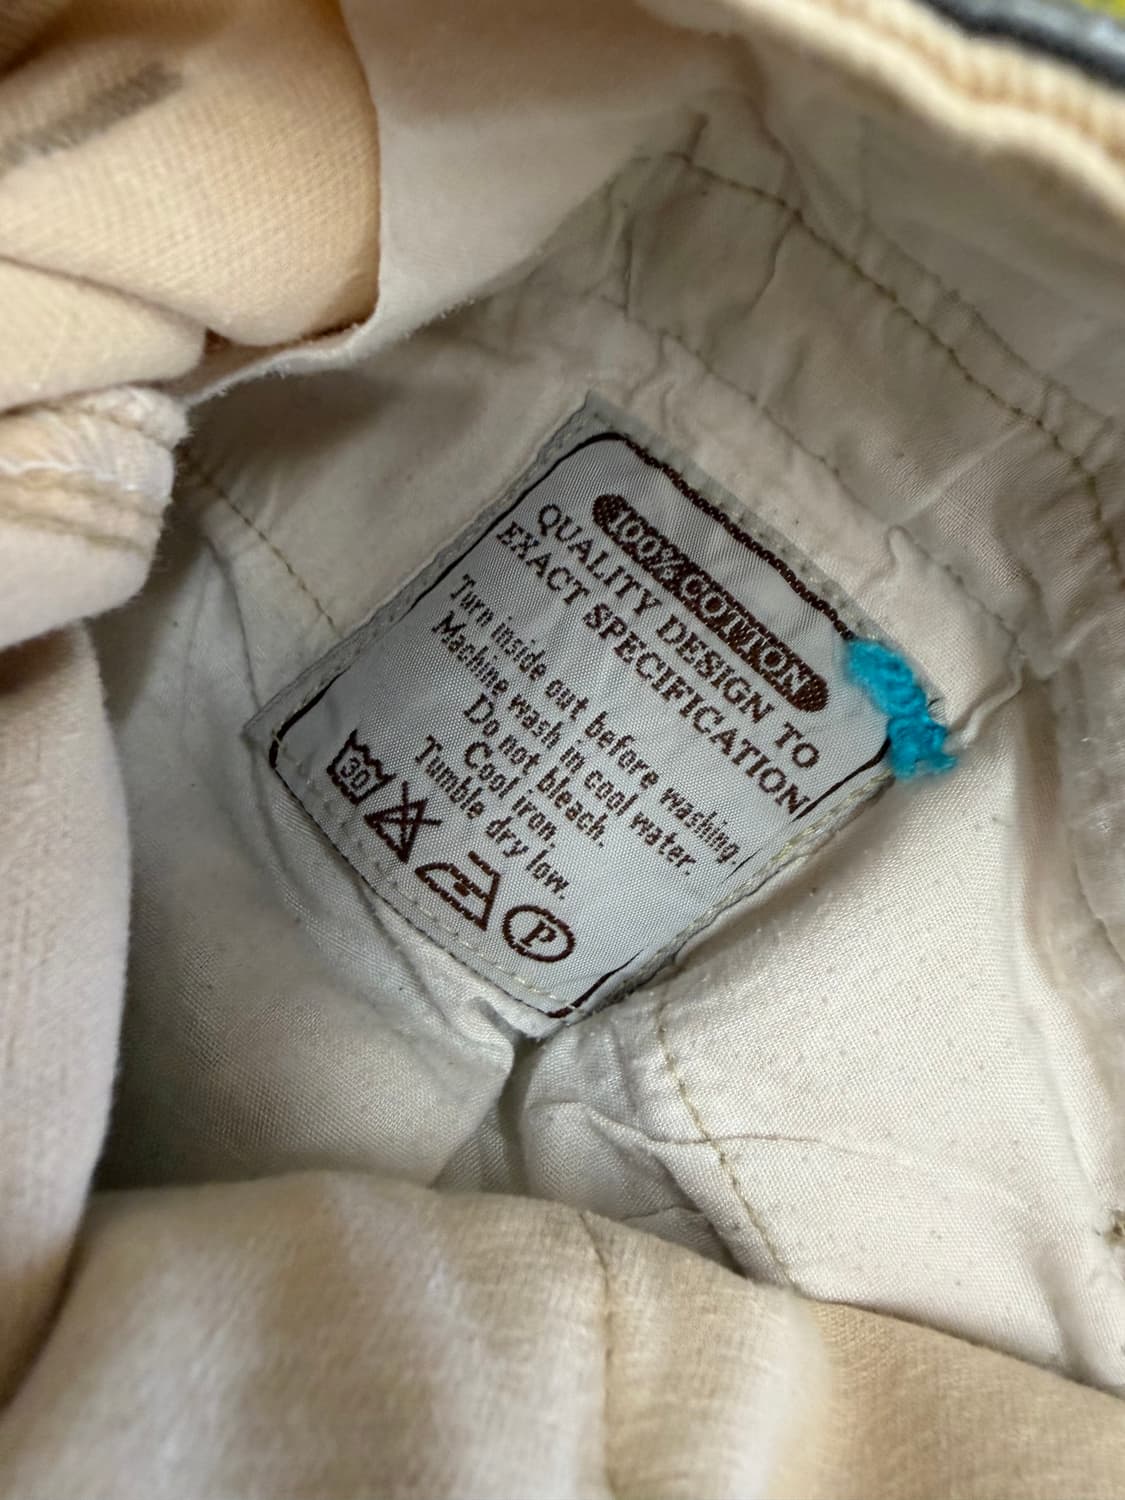 100% COTTON
QUALITY DESIGN TO
EXACT SPECIFICATION
Turn inside out before washing.
Machine wash in cool water.
Do not bleach.
Cool iron.
Tumble dry low.
30 P